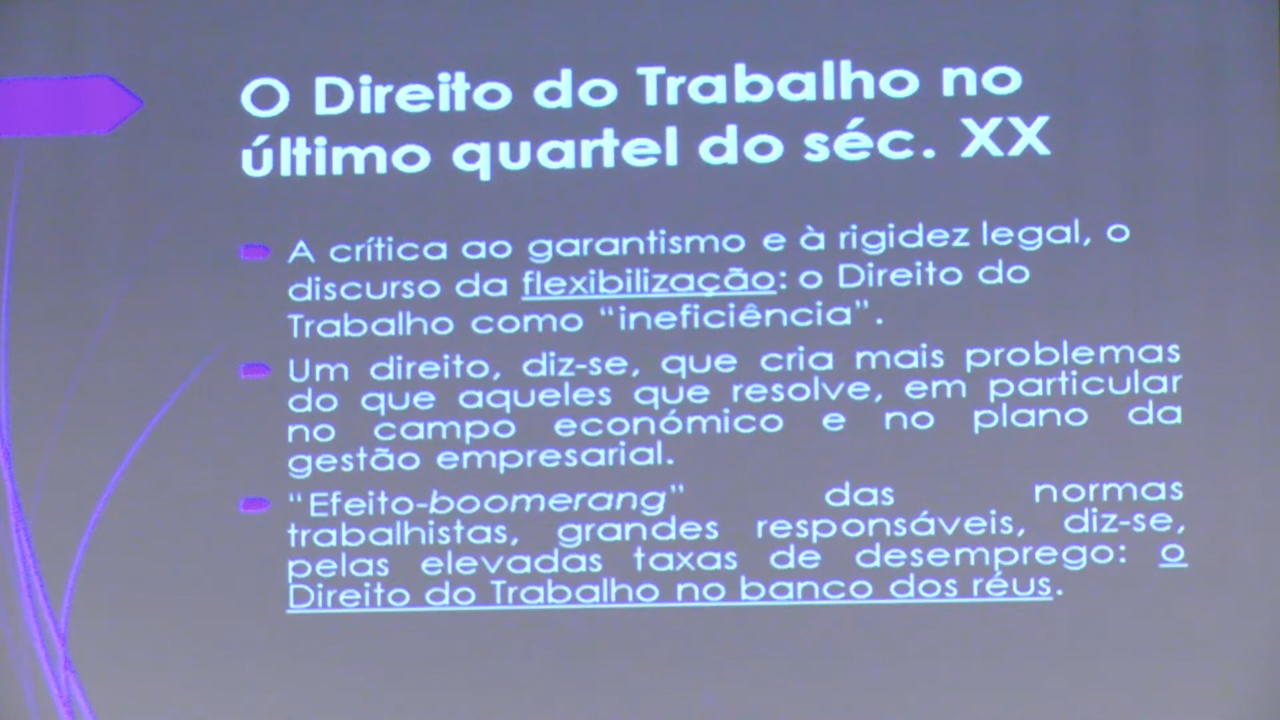 O Direito do Trabalho no
último quartel do séc. XX
A crítica ao garantismo e à rigidez legal, o
discurso da flexibilização: o Direito do
Trabalho como “ineficiência”.
Um direito, diz-se, que cria mais problemas
do que aqueles que resolve, em particular
no campo económico e no plano da
gestão empresarial.
“Efeito-boomerang” das normas
trabalhistas, grandes responsáveis, diz-se,
pelas elevadas taxas de desemprego: o
Direito do Trabalho no banco dos réus.